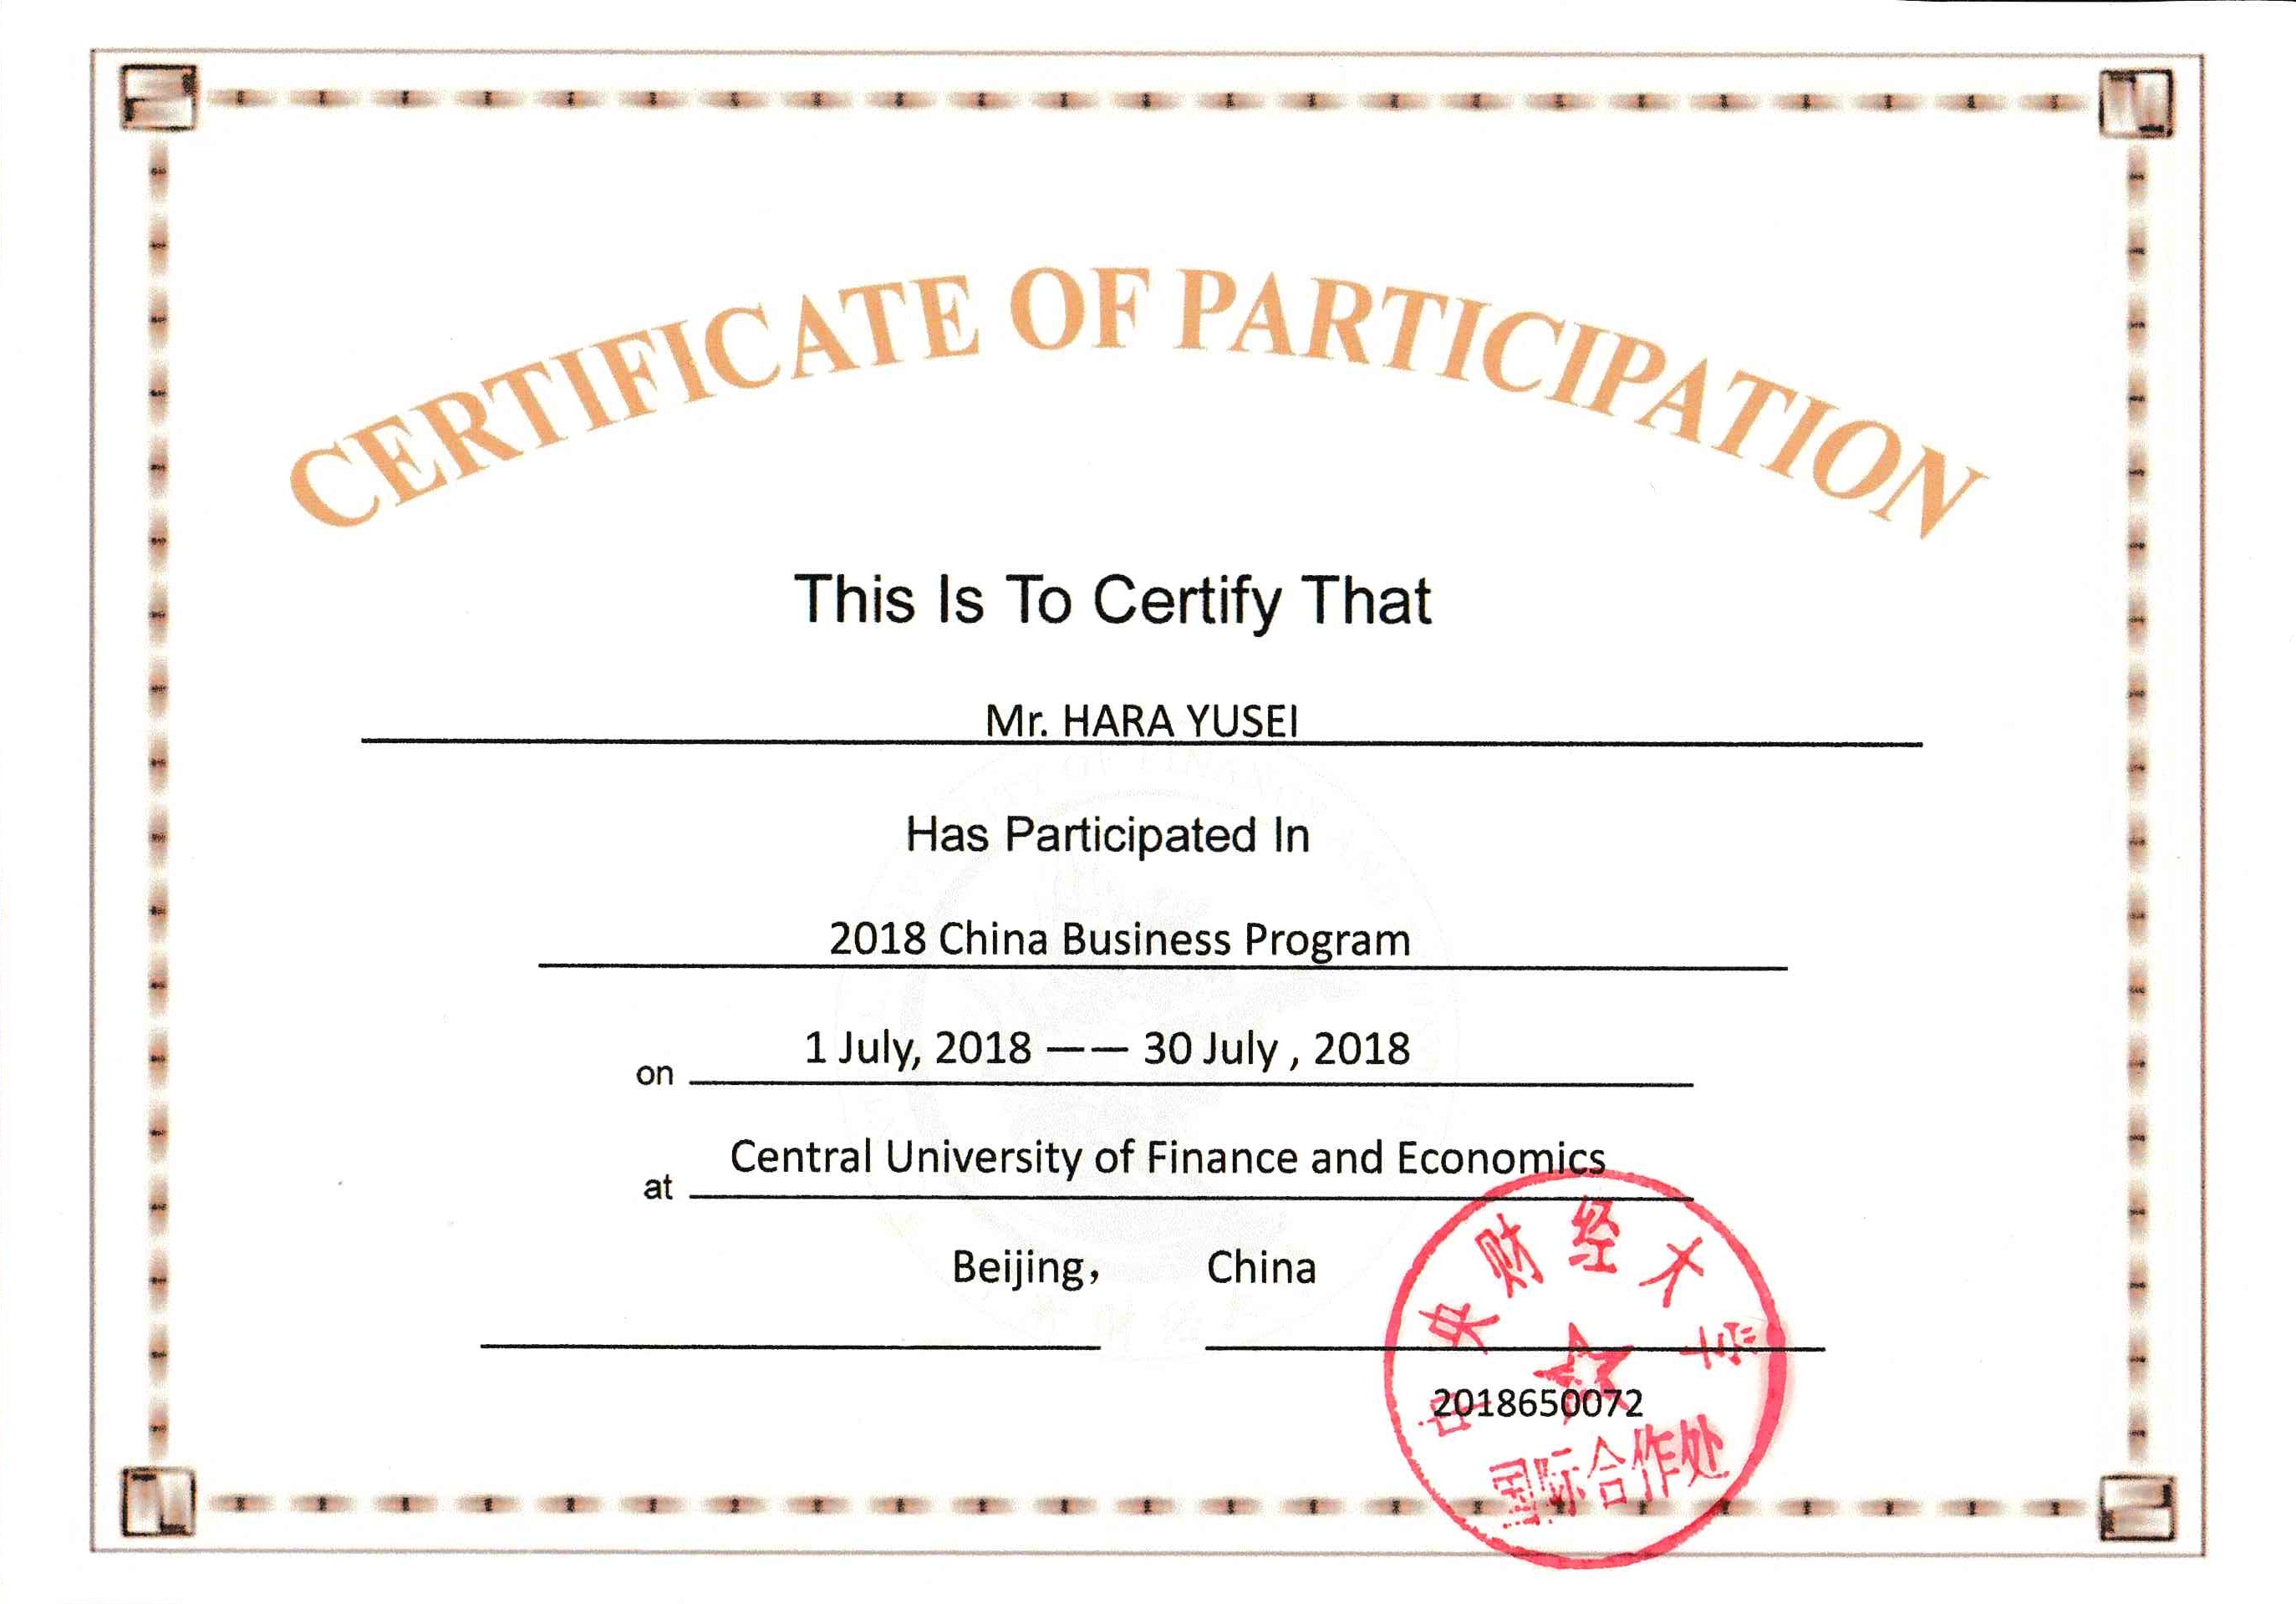 CERTIFICATE OF PARTICIPATION
This Is To Certify That
Mr. HARA YUSEI
Has Participated In
2018 China Business Program
on 1 July, 2018 —— 30 July , 2018
at Central University of Finance and Economics
Beijing， China
2018650072
中央财经大学
国际合作处